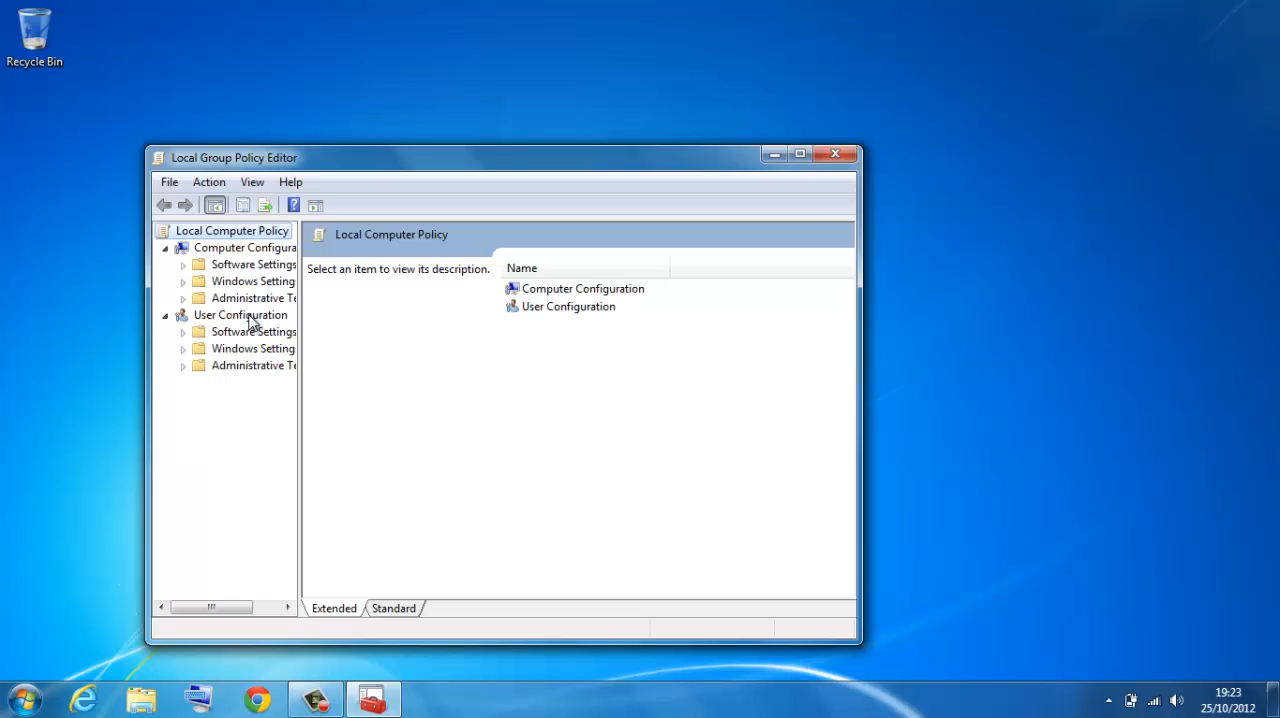 Recycle Bin
Local Group Policy Editor
File Action View Help
Local Computer Policy
Computer Configura
Software Settings
Windows Setting
Administrative Te
User Configuration
Software Settings
Windows Setting
Administrative Te
Local Computer Policy
Select an item to view its description.
Name
Computer Configuration
User Configuration
Extended Standard
19:23
25/10/2012